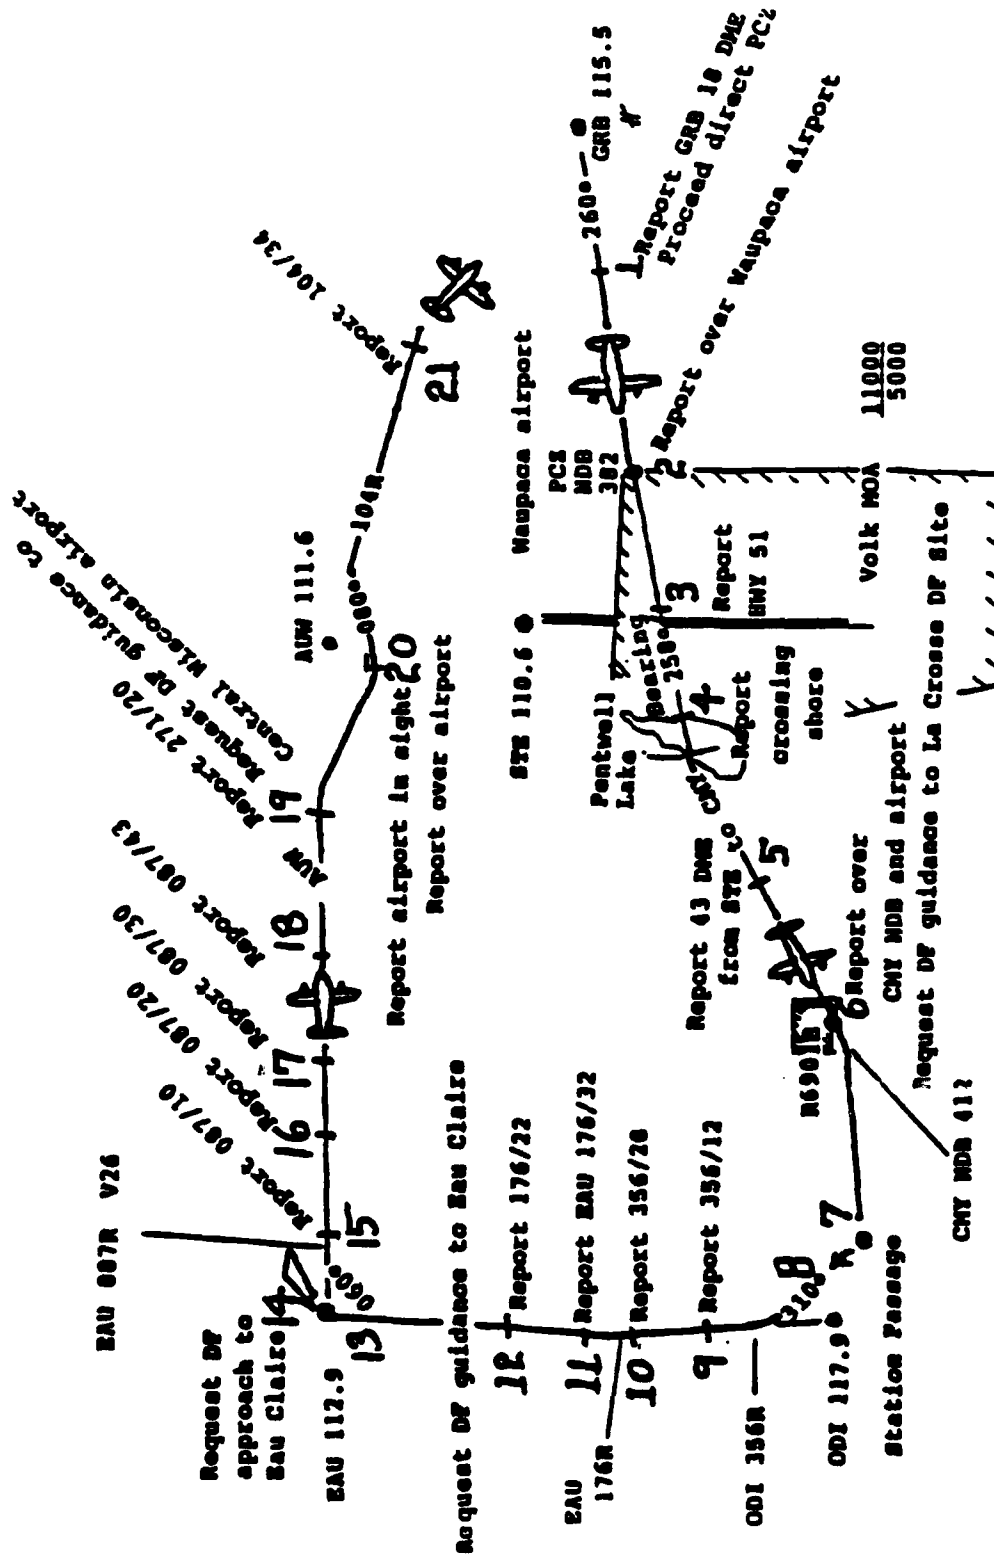 GRB 115.5
260°
1
Report GRB 18 DME
Proceed direct PCZ
Waupaca airport
PCZ
NDB
382
2
Report over Waupaca airport
11000
5000
Volk MOA
STE 110.6
3
Report
HWY 51
Bearing
258°
Pentwell
Lake
4
Report
crossing
shore
CMY
Report 43 DME
from STE
5
R6901
6
Report over
CMY NDB and airport
Request DF guidance to La Crosse DF Site
CMY NDB 412
7
Station Passage
8
310°
ODI 117.9
ODI 356R
9
Report 356/12
10
Report 356/20
EAU
176R
11
Report EAU 176/32
12
Report 176/22
Request DF guidance to Eau Claire
13
EAU 112.9
060°
14
Request DF
approach to
Eau Claire
EAU 087R V26
15
Report 087/10
16
Report 087/20
17
Report 087/30
18
Report 087/43
AUW
19
Report 271/20
Request DF guidance to
Central Wisconsin airport
Report airport in sight
20
Report over airport
AUW 111.6
080°
104R
21
Report 104/34